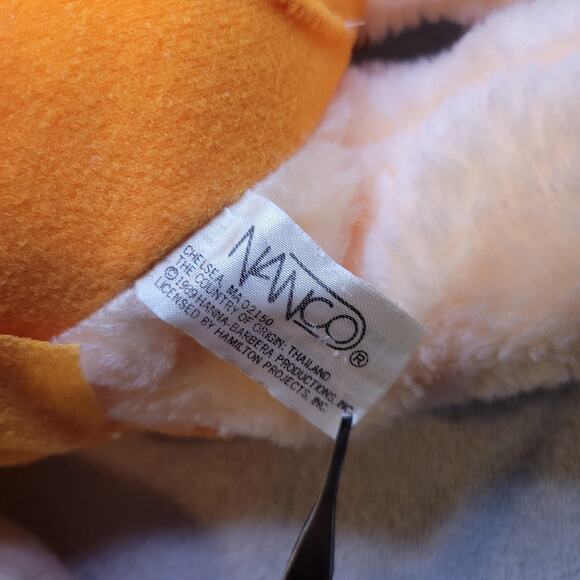 NANCO®
CHELSEA, MA 02150
THE COUNTRY OF ORIGIN: THAILAND
©1989 HANNA-BARBERA PRODUCTIONS, INC.
LICENSED BY HAMILTON PROJECTS, INC.